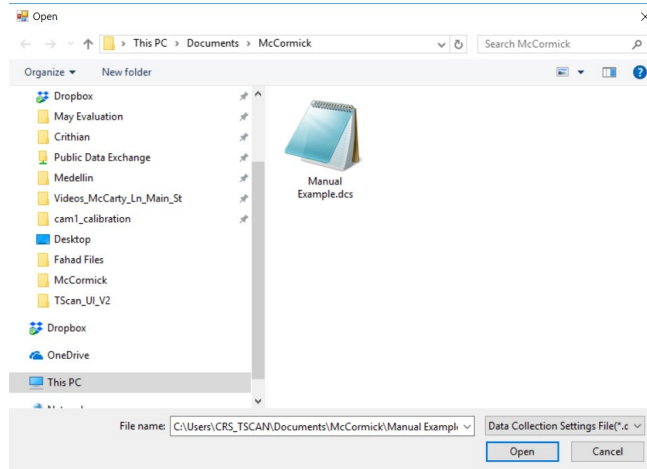 Open
This PC > Documents > McCormick
Search McCormick
Organize
New folder
Dropbox
May Evaluation
Crithian
Public Data Exchange
Medellin
Videos_McCarty_Ln_Main_St
cam1_calibration
Desktop
Fahad Files
McCormick
TScan_UI_V2
Dropbox
OneDrive
This PC
Manual
Example.dcs
File name:
C:\Users\CRS_TSCAN\Documents\McCormick\Manual
Data Collection Settings File(*.c
Open
Cancel